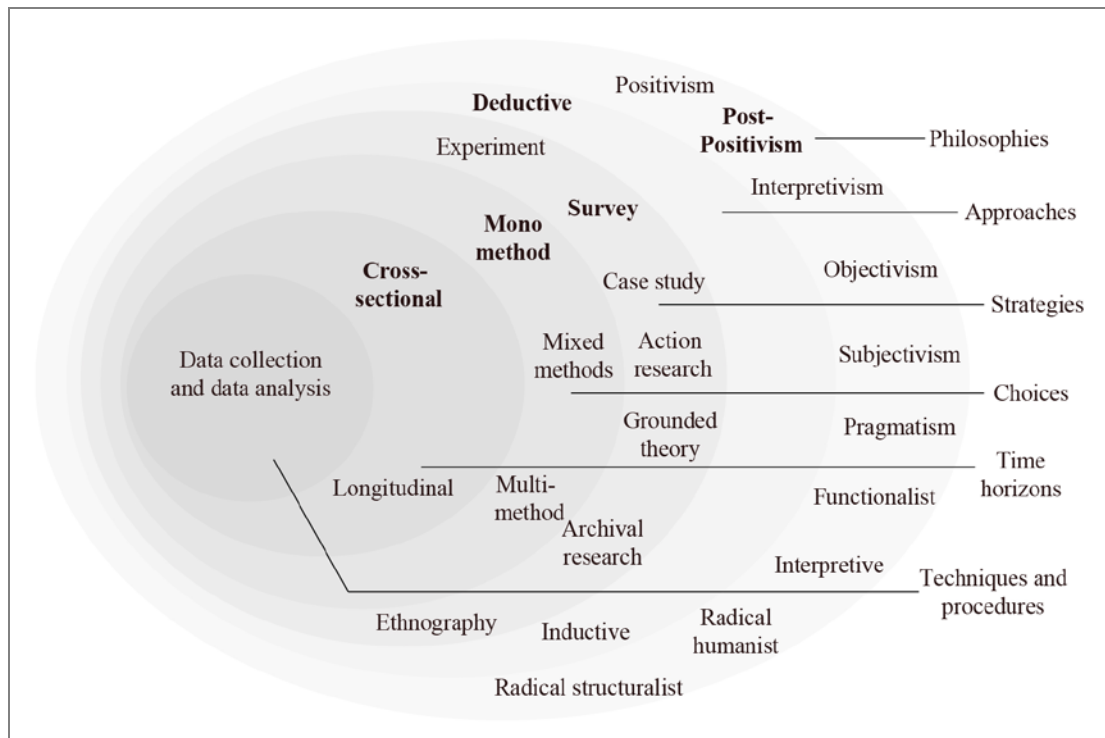 Positivism
Deductive
Post-
Positivism
Philosophies
Experiment
Interpretivism
Approaches
Survey
Mono
method
Cross-
sectional
Objectivism
Case study
Strategies
Mixed
methods
Action
research
Subjectivism
Data collection
and data analysis
Choices
Grounded
theory
Pragmatism
Time
horizons
Longitudinal
Multi-
method
Functionalist
Archival
research
Interpretive
Techniques and
procedures
Ethnography
Inductive
Radical
humanist
Radical structuralist